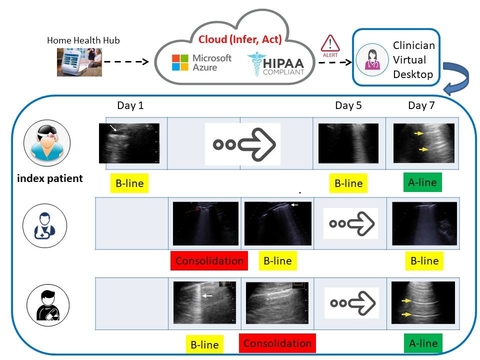 Home Health Hub
Cloud (Infer, Act)
Microsoft
Azure
HIPAA
COMPLIANT
ALERT
Clinician
Virtual
Desktop
Day 1
Day 5
Day 7
index patient
B-line
B-line
A-line
Consolidation
B-line
B-line
B-line
Consolidation
A-line